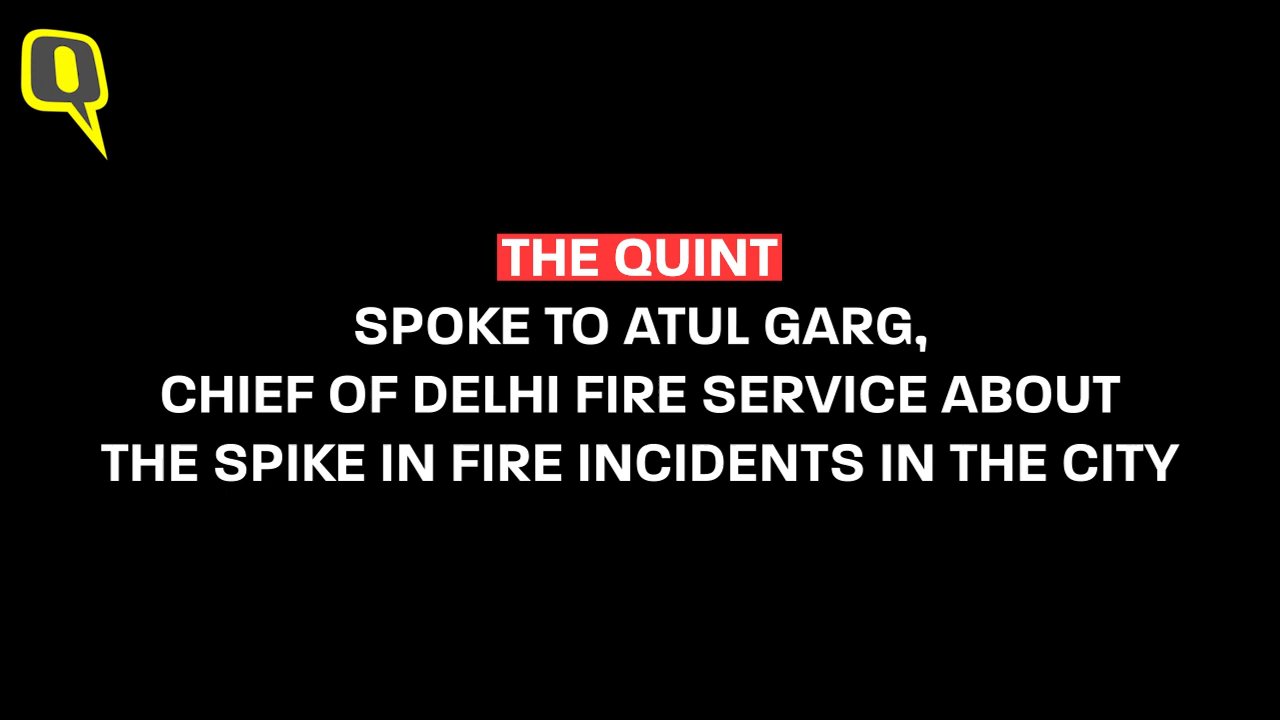 THE QUINT
SPOKE TO ATUL GARG,
CHIEF OF DELHI FIRE SERVICE ABOUT
THE SPIKE IN FIRE INCIDENTS IN THE CITY